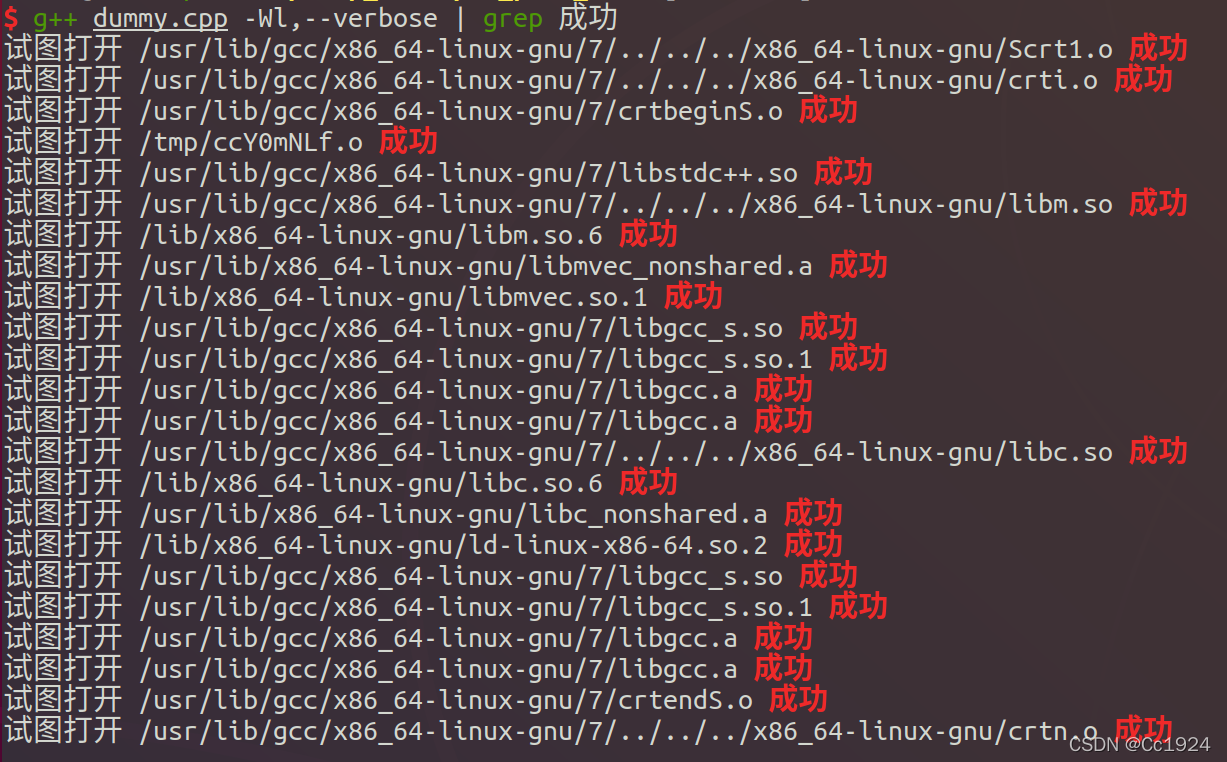 $ g++ dummy.cpp -Wl,--verbose | grep 成功
试图打开 /usr/lib/gcc/x86_64-linux-gnu/7/../../../x86_64-linux-gnu/Scrt1.o 成功
试图打开 /usr/lib/gcc/x86_64-linux-gnu/7/../../../x86_64-linux-gnu/crti.o 成功
试图打开 /usr/lib/gcc/x86_64-linux-gnu/7/crtbeginS.o 成功
试图打开 /tmp/ccY0mNLf.o 成功
试图打开 /usr/lib/gcc/x86_64-linux-gnu/7/libstdc++.so 成功
试图打开 /usr/lib/gcc/x86_64-linux-gnu/7/../../../x86_64-linux-gnu/libm.so 成功
试图打开 /lib/x86_64-linux-gnu/libm.so.6 成功
试图打开 /usr/lib/x86_64-linux-gnu/libmvec_nonshared.a 成功
试图打开 /lib/x86_64-linux-gnu/libmvec.so.1 成功
试图打开 /usr/lib/gcc/x86_64-linux-gnu/7/libgcc_s.so 成功
试图打开 /usr/lib/gcc/x86_64-linux-gnu/7/libgcc_s.so.1 成功
试图打开 /usr/lib/gcc/x86_64-linux-gnu/7/libgcc.a 成功
试图打开 /usr/lib/gcc/x86_64-linux-gnu/7/libgcc.a 成功
试图打开 /usr/lib/gcc/x86_64-linux-gnu/7/../../../x86_64-linux-gnu/libc.so 成功
试图打开 /lib/x86_64-linux-gnu/libc.so.6 成功
试图打开 /usr/lib/x86_64-linux-gnu/libc_nonshared.a 成功
试图打开 /lib/x86_64-linux-gnu/ld-linux-x86-64.so.2 成功
试图打开 /usr/lib/gcc/x86_64-linux-gnu/7/libgcc_s.so 成功
试图打开 /usr/lib/gcc/x86_64-linux-gnu/7/libgcc_s.so.1 成功
试图打开 /usr/lib/gcc/x86_64-linux-gnu/7/libgcc.a 成功
试图打开 /usr/lib/gcc/x86_64-linux-gnu/7/libgcc.a 成功
试图打开 /usr/lib/gcc/x86_64-linux-gnu/7/crtendS.o 成功
试图打开 /usr/lib/gcc/x86_64-linux-gnu/7/../../../x86_64-linux-gnu/crtn.o 成功
CSDN @Cc1924